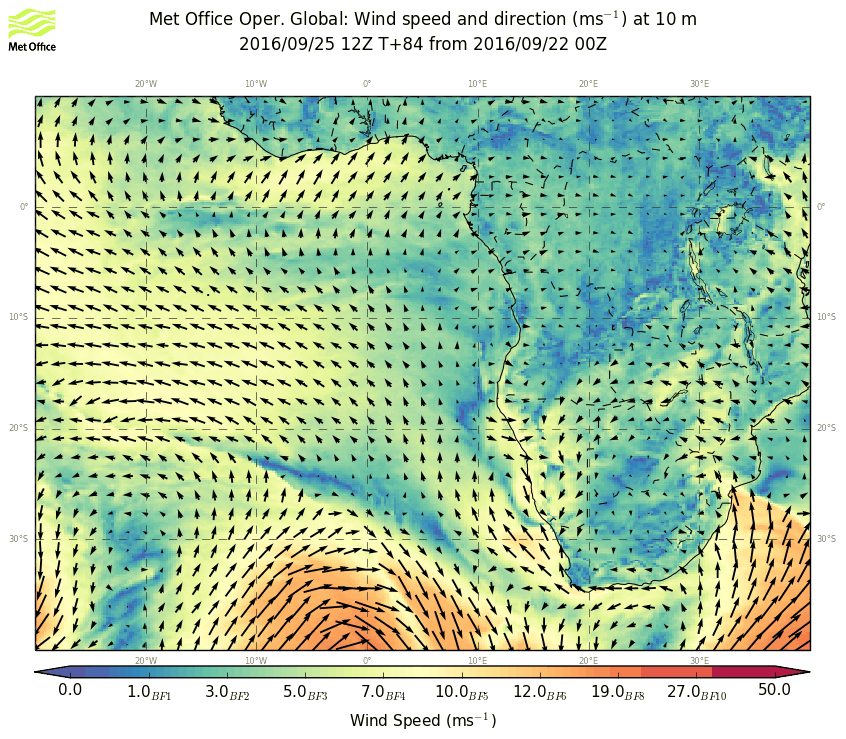 Met Office Oper. Global: Wind speed and direction (ms⁻¹) at 10 m
2016/09/25 12Z T+84 from 2016/09/22 00Z
Met Office
20°W 10°W 0° 10°E 20°E 30°E
0° 0°
10°S 10°S
20°S 20°S
30°S 30°S
20°W 10°W 0° 10°E 20°E 30°E
0.0 1.0BF1 3.0BF2 5.0BF3 7.0BF4 10.0BF5 12.0BF6 19.0BF8 27.0BF10 50.0
Wind Speed (ms⁻¹)